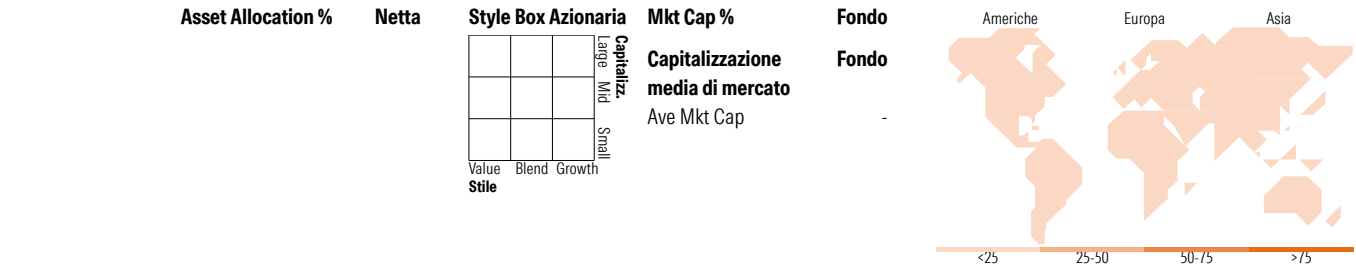 Asset Allocation % Netta
Style Box Azionaria
Large Mid Small
Capitalizz.
Value Blend Growth
Stile
Mkt Cap % Fondo
Capitalizzazione Fondo
media di mercato
Ave Mkt Cap -
Americhe Europa Asia
<25 25-50 50-75 >75